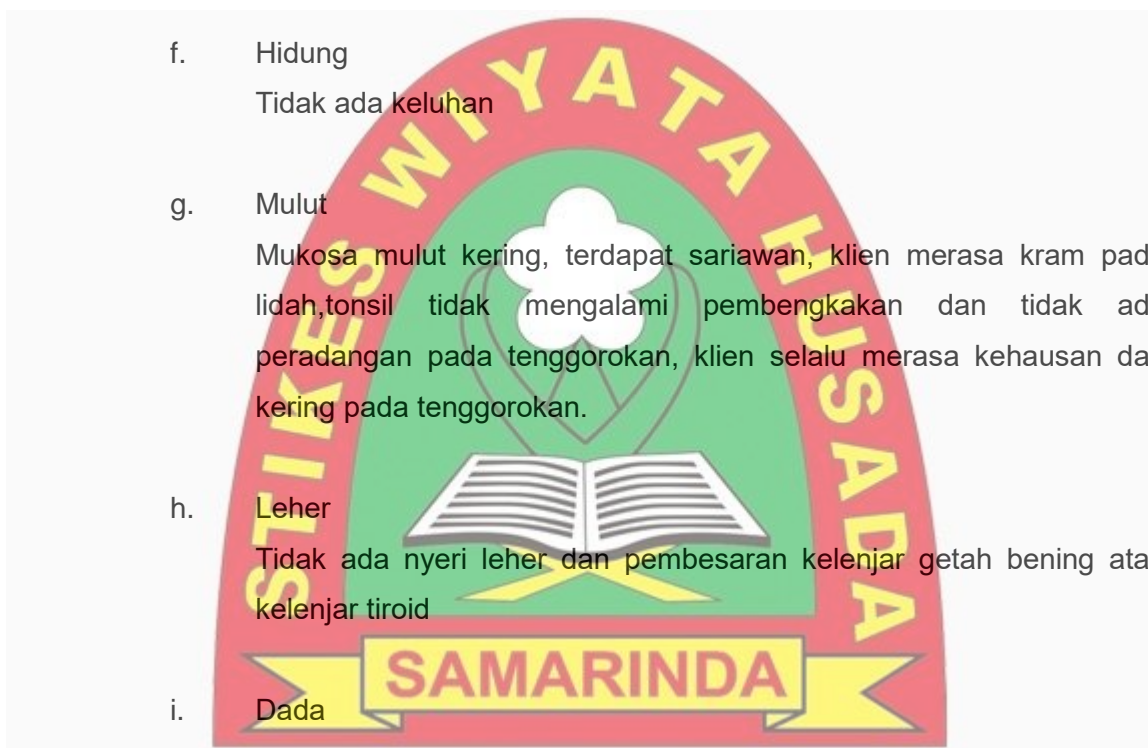 f. Hidung
Tidak ada keluhan
g. Mulut
Mukosa mulut kering, terdapat sariawan, klien merasa kram pad
lidah,tonsil tidak mengalami pembengkakan dan tidak ad
peradangan pada tenggorokan, klien selalu merasa kehausan da
kering pada tenggorokan.
h. Leher
Tidak ada nyeri leher dan pembesaran kelenjar getah bening ata
kelenjar tiroid
i. Dada
STIKES WIYATA HUSADA
SAMARINDA